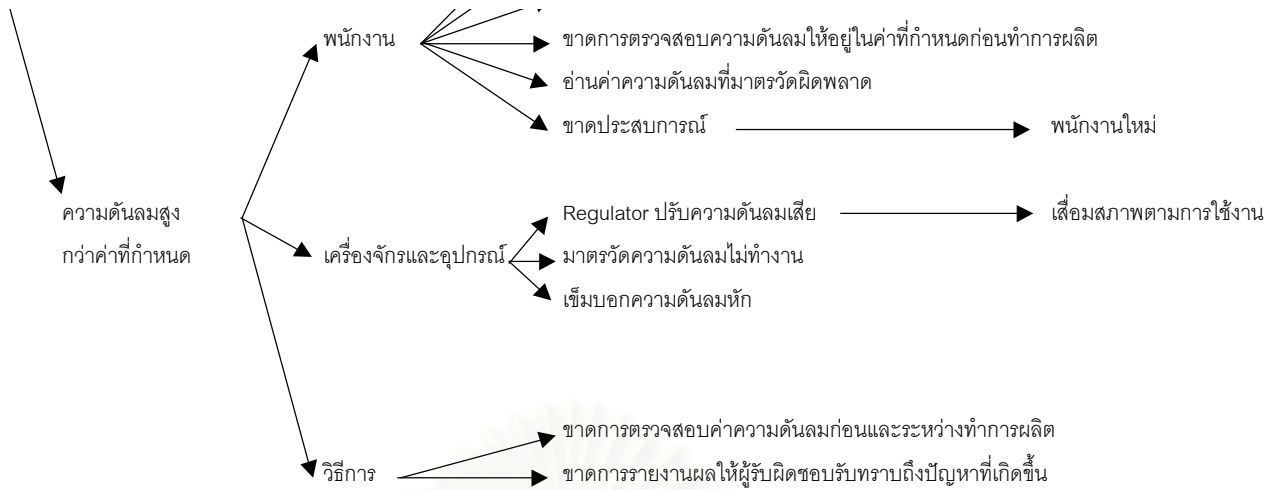 พนักงาน
ขาดการตรวจสอบความดันลมให้อยู่ในค่าที่กำหนดก่อนทำการผลิต
อ่านค่าความดันลมที่มาตรวัดผิดพลาด
ขาดประสบการณ์ พนักงานใหม่
ความดันลมสูง
กว่าค่าที่กำหนด
เครื่องจักรและอุปกรณ์
Regulator ปรับความดันลมเสีย เสื่อมสภาพตามการใช้งาน
มาตรวัดความดันลมไม่ทำงาน
เข็มบอกความดันลมหัก
วิธีการ
ขาดการตรวจสอบค่าความดันลมก่อนและระหว่างทำการผลิต
ขาดการรายงานผลให้ผู้รับผิดชอบรับทราบถึงปัญหาที่เกิดขึ้น